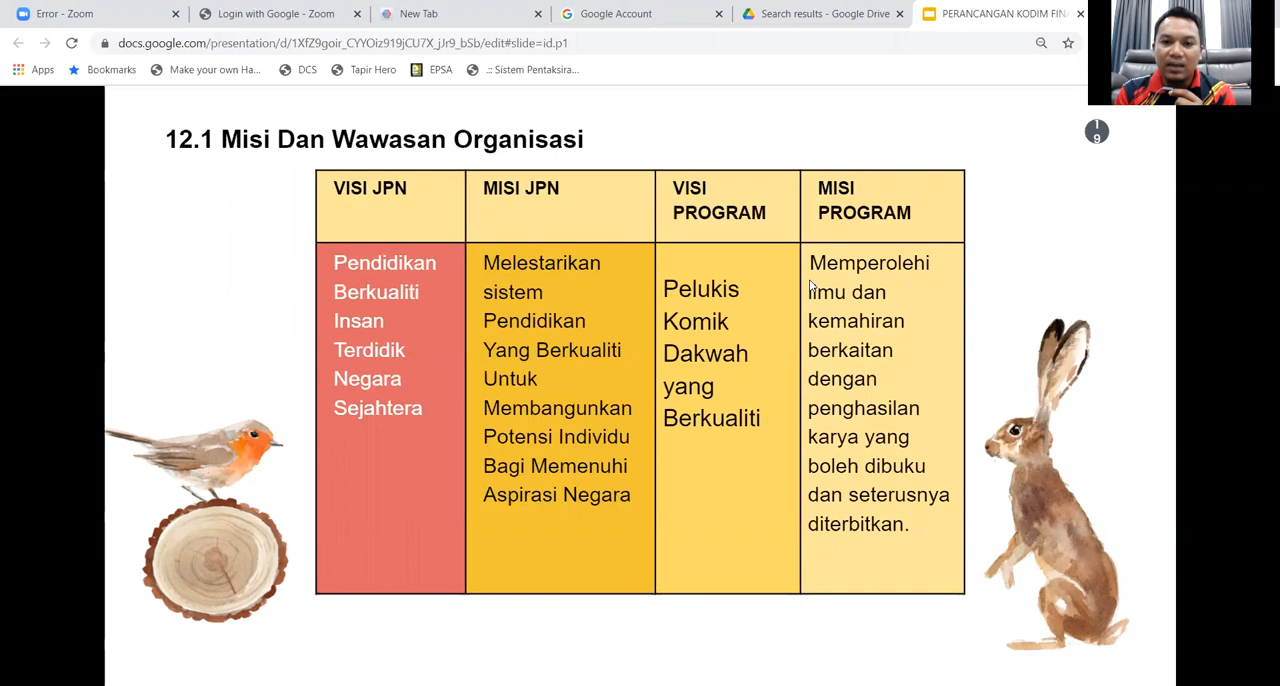 Error - Zoom
Login with Google - Zoom
New Tab
Google Account
Search results - Google Drive
PERANCANGAN KODIM FIN
docs.google.com/presentation/d/1XfZ9goir_CYYOiz919jCU7X_jJr9_bSb/edit#slide=id.p1
Apps
Bookmarks
Make your own Ha...
DCS
Tapir Hero
EPSA
.:: Sistem Pentaksira...
12.1 Misi Dan Wawasan Organisasi
1
9
VISI JPN
MISI JPN
VISI
PROGRAM
MISI
PROGRAM
Pendidikan
Berkualiti
Insan
Terdidik
Negara
Sejahtera
Melestarikan
sistem
Pendidikan
Yang Berkualiti
Untuk
Membangunkan
Potensi Individu
Bagi Memenuhi
Aspirasi Negara
Pelukis
Komik
Dakwah
yang
Berkualiti
Memperolehi
ilmu dan
kemahiran
berkaitan
dengan
penghasilan
karya yang
boleh dibuku
dan seterusnya
diterbitkan.